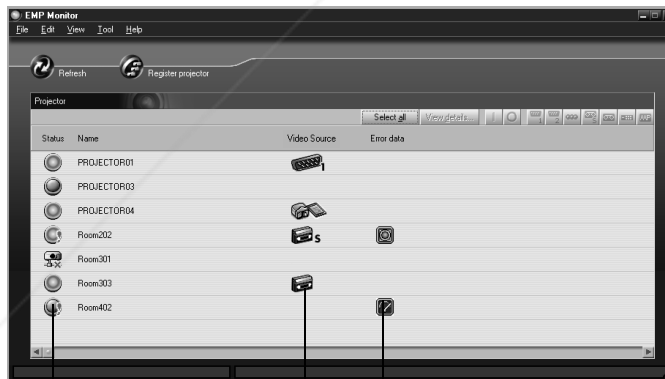 EMP Monitor
File Edit View Tool Help
Refresh Register projector
Projector
Select all View details...
Status Name Video Source Error data
PROJECTOR01 1
PROJECTOR03
PROJECTOR04
Room202 S
Room301
Room303
Room402